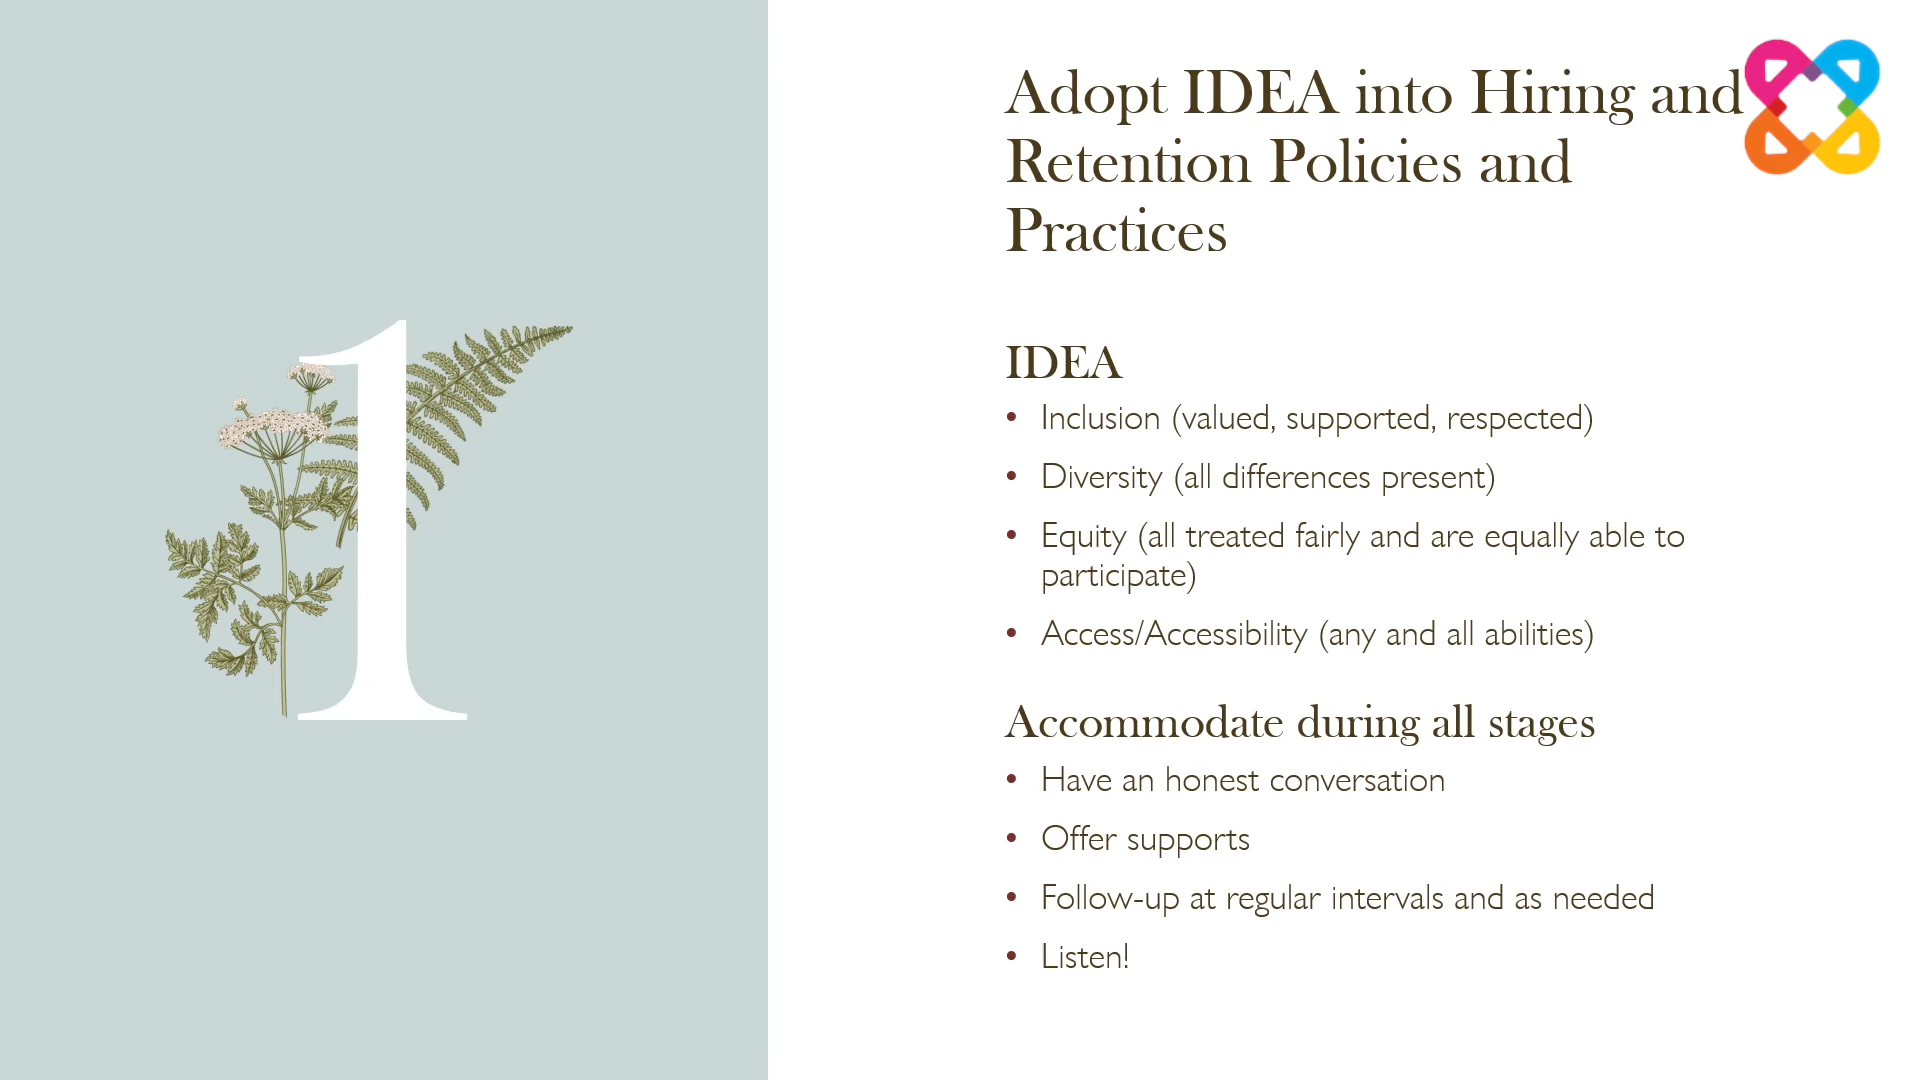 1
Adopt IDEA into Hiring and
Retention Policies and
Practices
IDEA
• Inclusion (valued, supported, respected)
• Diversity (all differences present)
• Equity (all treated fairly and are equally able to
participate)
• Access/Accessibility (any and all abilities)
Accommodate during all stages
• Have an honest conversation
• Offer supports
• Follow-up at regular intervals and as needed
• Listen!